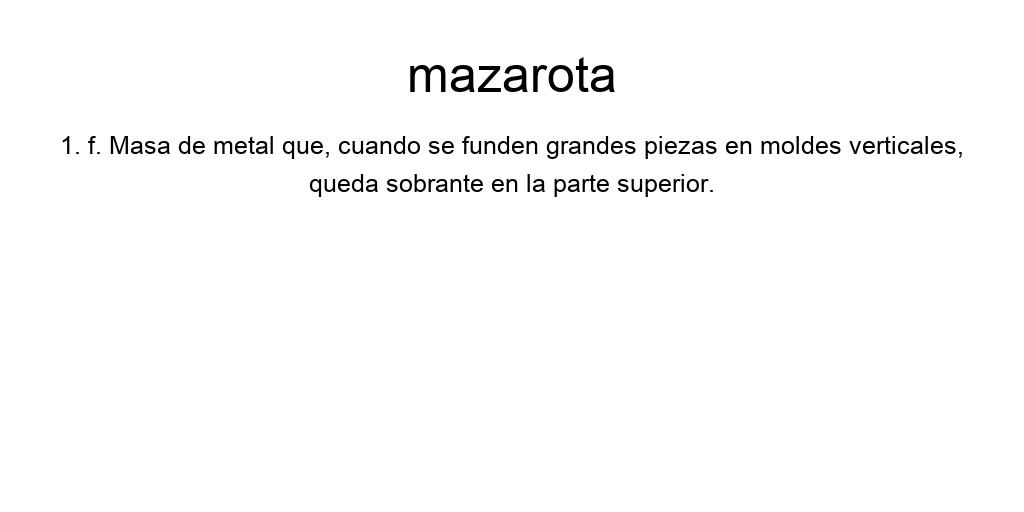 mazarota
1. f. Masa de metal que, cuando se funden grandes piezas en moldes verticales,
queda sobrante en la parte superior.